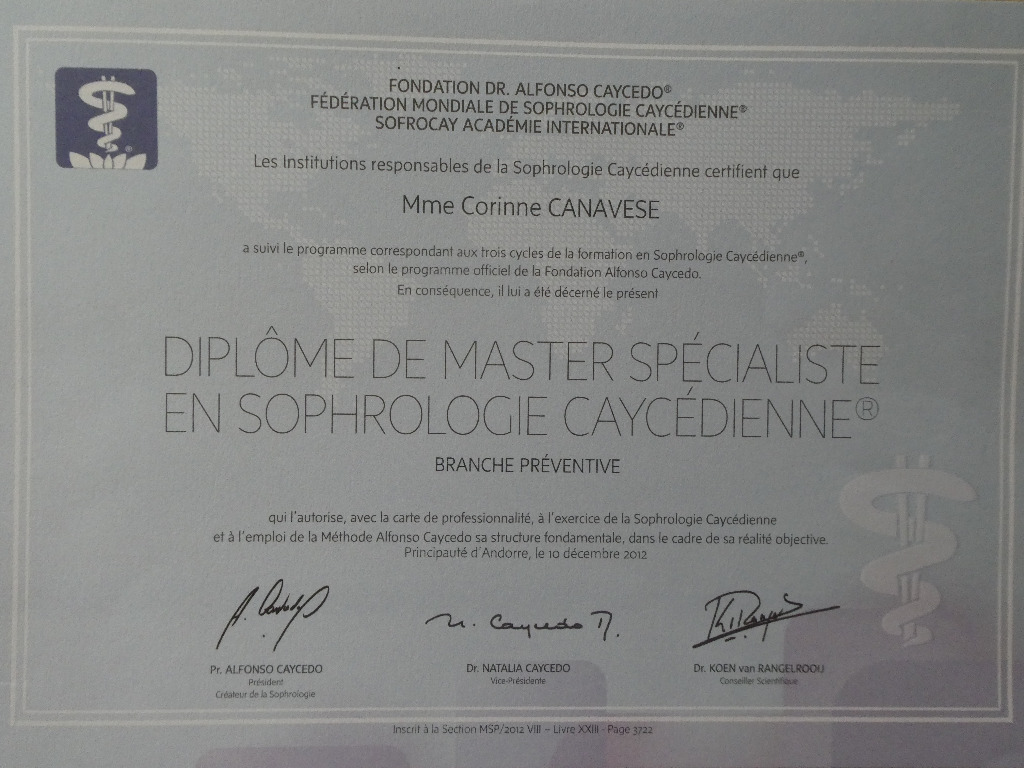 FONDATION DR. ALFONSO CAYCEDO®
FÉDÉRATION MONDIALE DE SOPHROLOGIE CAYCÉDIENNE®
SOFROCAY ACADÉMIE INTERNATIONALE®
Les Institutions responsables de la Sophrologie Caycédienne certifient que
Mme Corinne CANAVESE
a suivi le programme correspondant aux trois cycles de la formation en Sophrologie Caycédienne®,
selon le programme officiel de la Fondation Alfonso Caycedo.
En conséquence, il lui a été décerné le présent
DIPLÔME DE MASTER SPÉCIALISTE
EN SOPHROLOGIE CAYCÉDIENNE®
BRANCHE PRÉVENTIVE
qui l'autorise, avec la carte de professionnalité, à l'exercice de la Sophrologie Caycédienne
et à l'emploi de la Méthode Alfonso Caycedo sa structure fondamentale, dans le cadre de sa réalité objective.
Principauté d'Andorre, le 10 décembre 2012
N. Caycedo
Pr. ALFONSO CAYCEDO
Président
Créateur de la Sophrologie
Dr. NATALIA CAYCEDO
Vice-Présidente
Dr. KOEN van RANGELROOIJ
Conseiller Scientifique
Inscrit à la Section MSP/2012 VIII – Livre XXIII - Page 3722